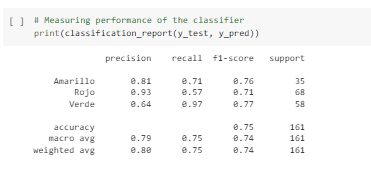 [ ] # Measuring performance of the classifier
print(classification_report(y_test, y_pred))
precision recall f1-score support
Amarillo 0.81 0.71 0.76 35
Rojo 0.93 0.57 0.71 68
Verde 0.64 0.97 0.77 58
accuracy 0.75 161
macro avg 0.79 0.75 0.74 161
weighted avg 0.80 0.75 0.74 161